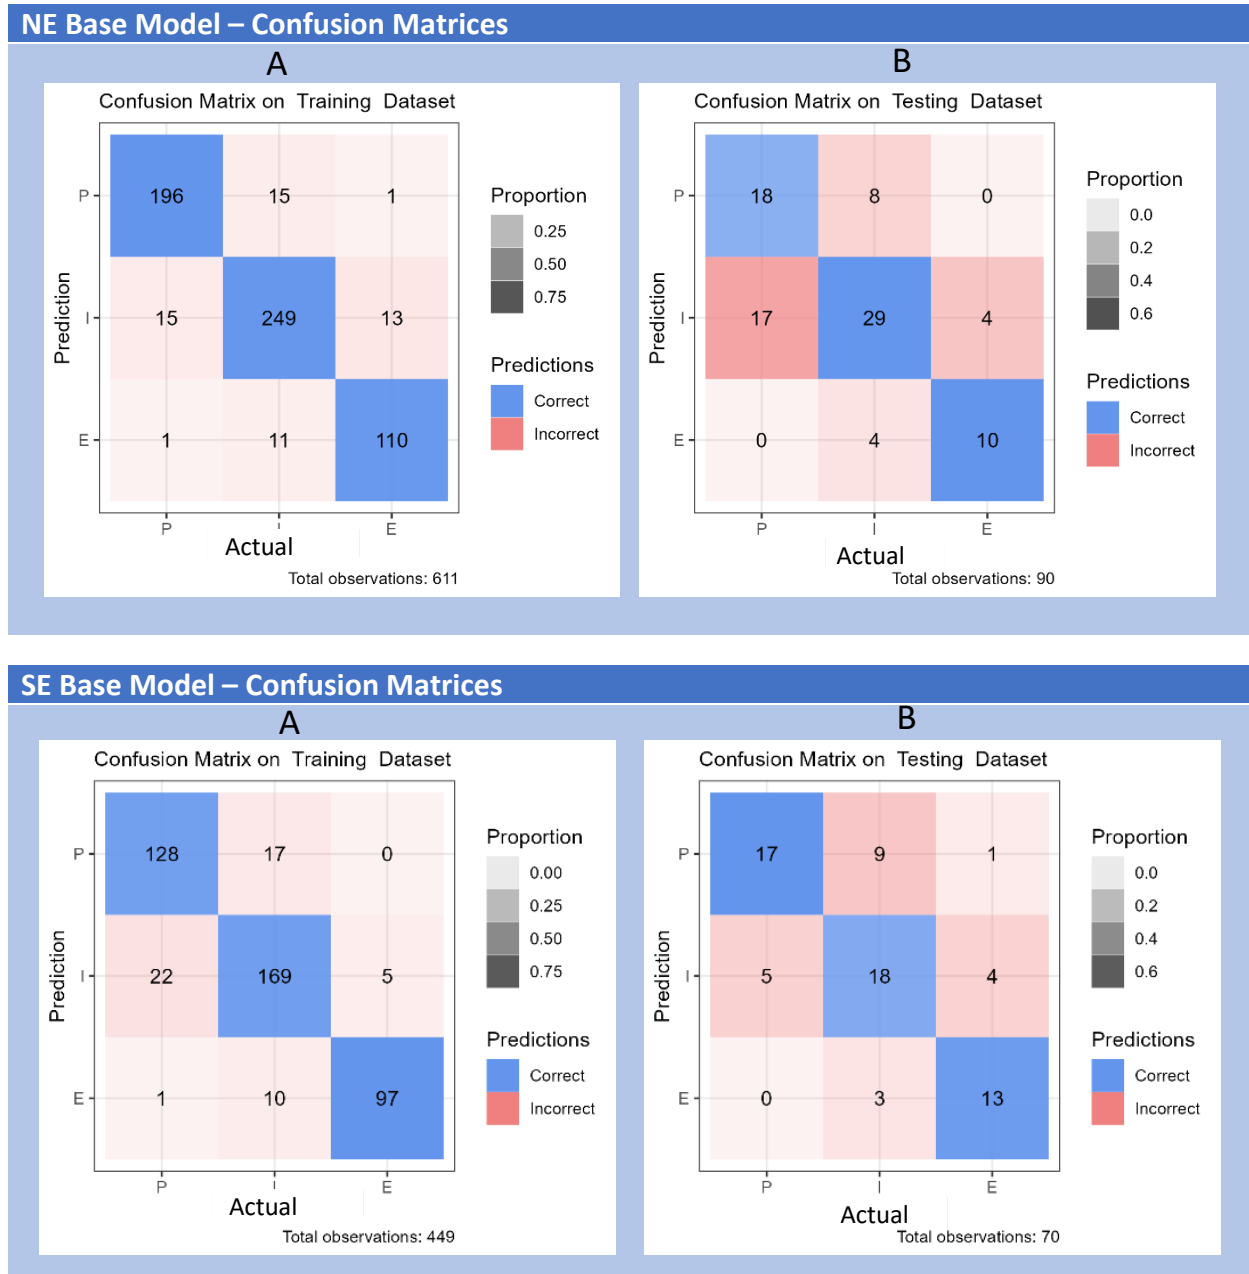 NE Base Model – Confusion Matrices
A
Confusion Matrix on Training Dataset
Prediction
P
196 15 1
I
15 249 13
E
1 11 110
P I E
Actual
Total observations: 611
Proportion
0.25
0.50
0.75
Predictions
Correct
Incorrect
B
Confusion Matrix on Testing Dataset
Prediction
P
18 8 0
I
17 29 4
E
0 4 10
P I E
Actual
Total observations: 90
Proportion
0.0
0.2
0.4
0.6
Predictions
Correct
Incorrect
SE Base Model – Confusion Matrices
A
Confusion Matrix on Training Dataset
Prediction
P
128 17 0
I
22 169 5
E
1 10 97
P I E
Actual
Total observations: 449
Proportion
0.00
0.25
0.50
0.75
Predictions
Correct
Incorrect
B
Confusion Matrix on Testing Dataset
Prediction
P
17 9 1
I
5 18 4
E
0 3 13
P I E
Actual
Total observations: 70
Proportion
0.0
0.2
0.4
0.6
Predictions
Correct
Incorrect